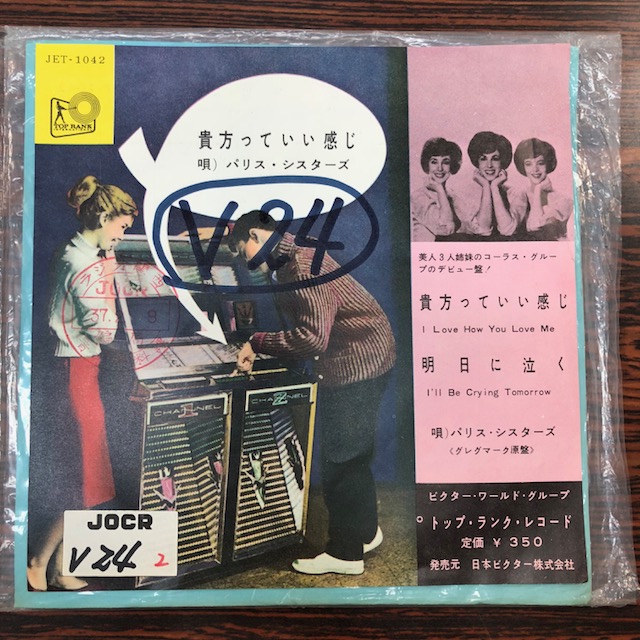 JET-1042
TOP RANK
貴方っていい感じ
唄）パリス・シスターズ
V24
JOCR
37. 8
CHANNEL
CHANNEL
2
JOCR
V24 2
美人3人姉妹のコーラス・グルー
プのデビュー盤！
貴方っていい感じ
I Love How You Love Me
明日に泣く
I'll Be Crying Tomorrow
唄）パリス・シスターズ
（グレグマーク原盤）
ビクター・ワールド・グループ
トップ・ランク・レコード
定価 ¥350
発売元 日本ビクター株式会社